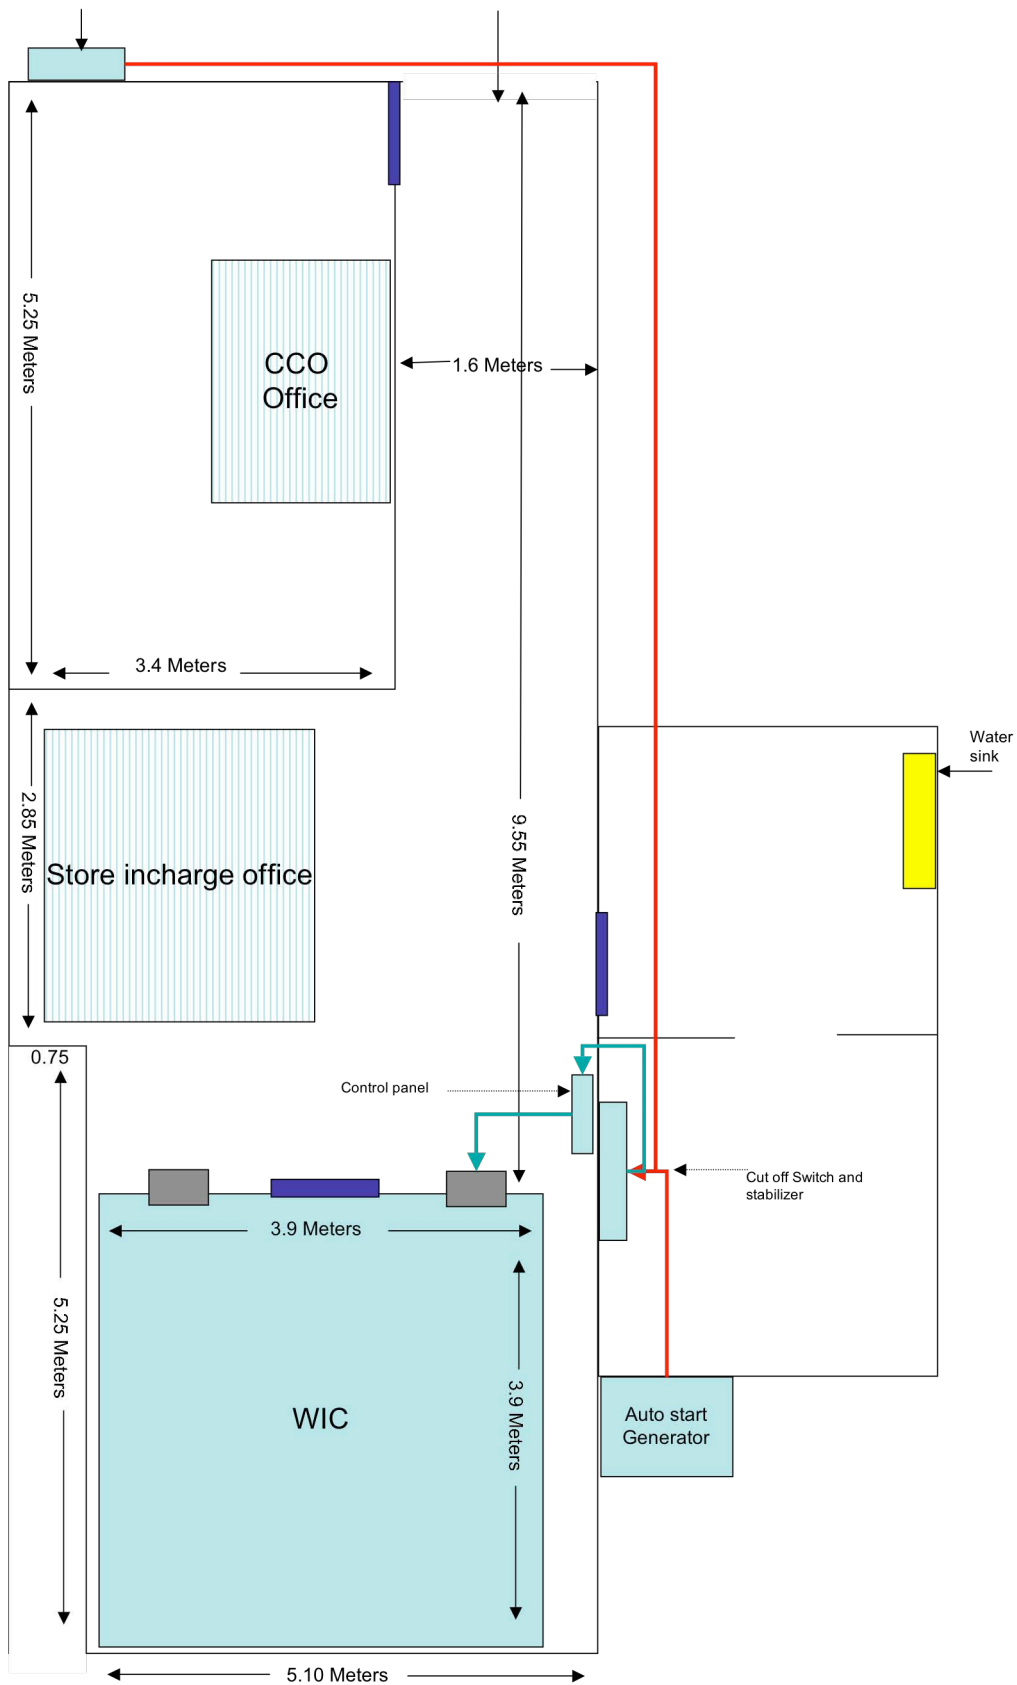 5.25 Meters
CCO
Office
1.6 Meters
3.4 Meters
Water
sink
2.85 Meters
9.55 Meters
Store incharge office
0.75
Control panel
Cut off Switch and
stabilizer
3.9 Meters
5.25 Meters
3.9 Meters
WIC
Auto start
Generator
5.10 Meters